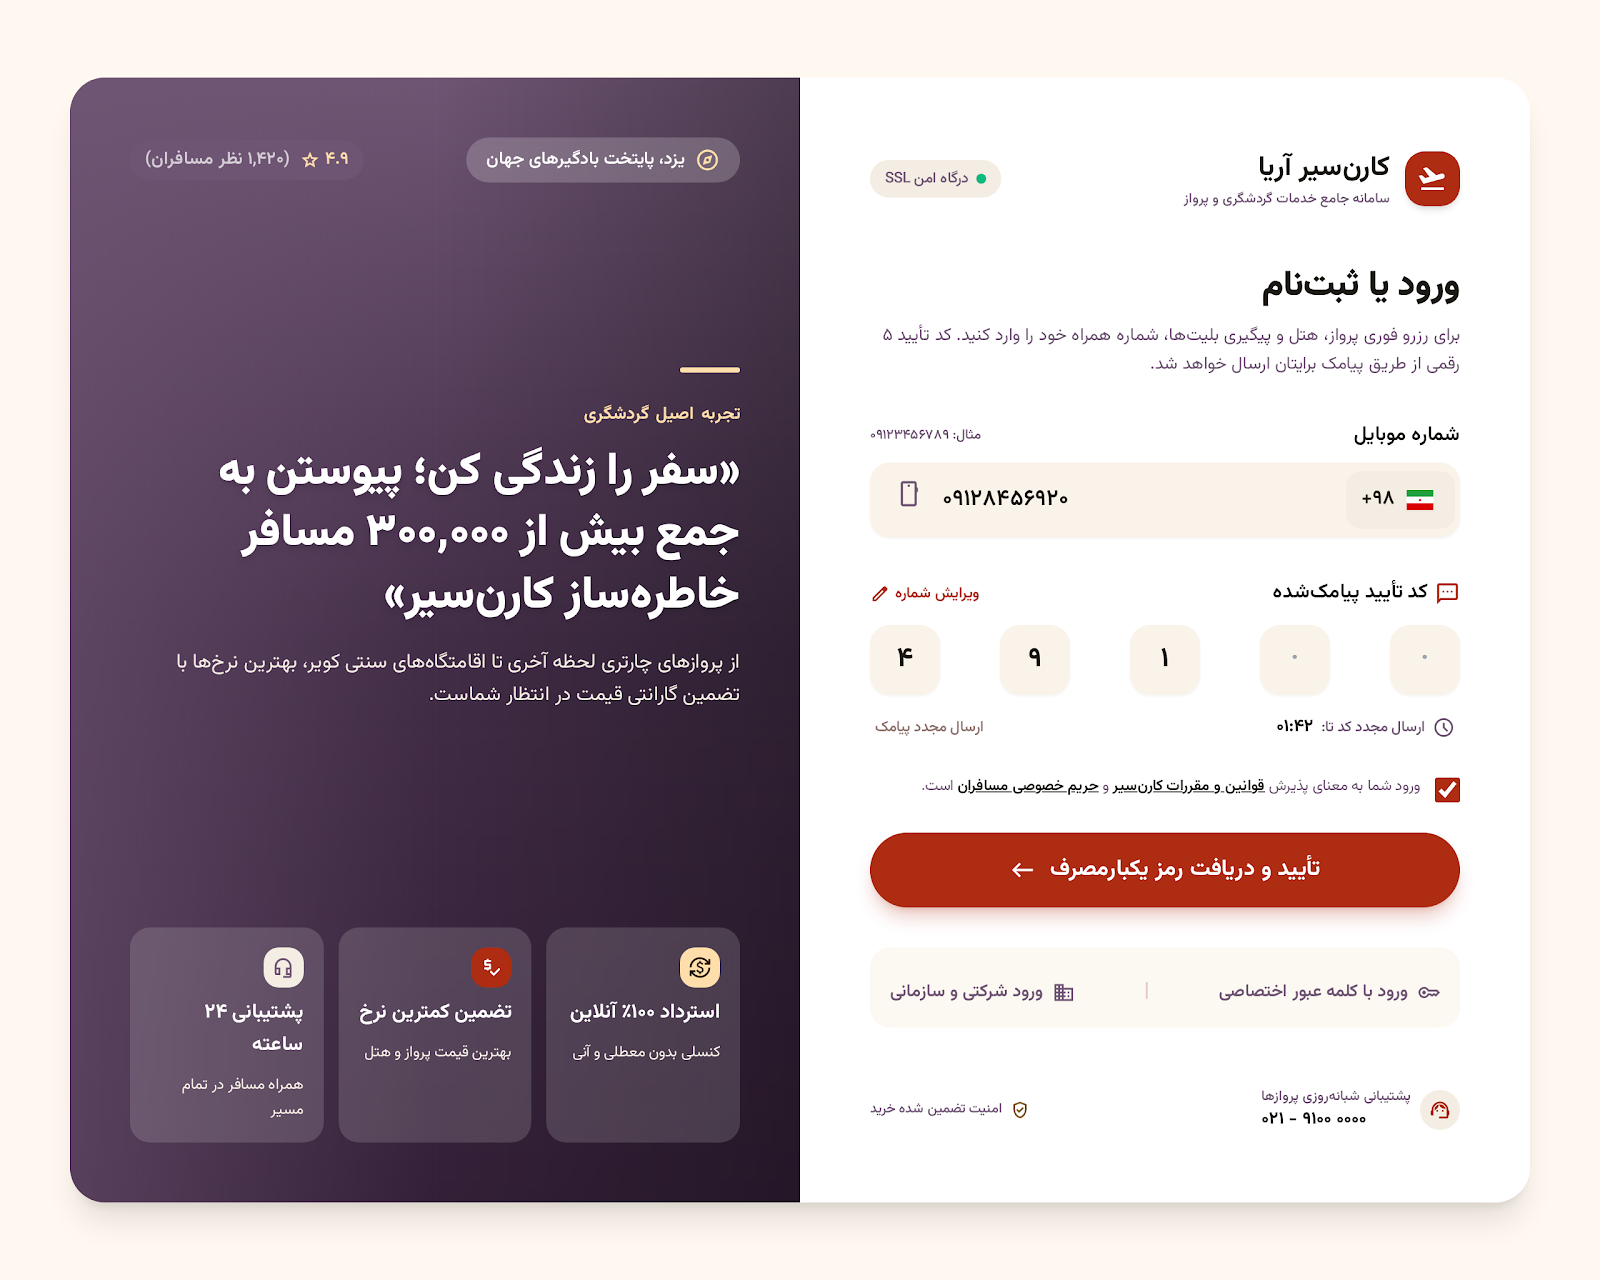 کارن‌سیر آریا
سامانه جامع خدمات گردشگری و پرواز
درگاه امن SSL
ورود یا ثبت‌نام
برای رزرو فوری پرواز، هتل و پیگیری بلیت‌ها، شماره همراه خود را وارد کنید. کد تأیید ۵
رقمی از طریق پیامک برایتان ارسال خواهد شد.
شماره موبایل
مثال: ۰۹۱۲۳۴۵۶۷۸۹
+۹۸
۰۹۱۲۸۴۵۶۹۲۰
کد تأیید پیامک‌شده
ویرایش شماره
۴ ۹ ۱ · ·
ارسال مجدد کد تا: ۰۱:۴۲
ارسال مجدد پیامک
ورود شما به معنای پذیرش قوانین و مقررات کارن‌سیر و حریم خصوصی مسافران است.
تأیید و دریافت رمز یکبارمصرف ←
ورود با کلمه عبور اختصاصی
ورود شرکتی و سازمانی
پشتیبانی شبانه‌روزی پروازها
۰۲۱ - ۹۱۰۰ ۰۰۰۰
امنیت تضمین شده خرید
یزد، پایتخت بادگیرهای جهان
۴.۹ (۱,۴۲۰ نظر مسافران)
تجربه اصیل گردشگری
«سفر را زندگی کن؛ پیوستن به
جمع بیش از ۳۰۰,۰۰۰ مسافر
خاطره‌ساز کارن‌سیر»
از پروازهای چارتری لحظه آخری تا اقامتگاه‌های سنتی کویر، بهترین نرخ‌ها با
تضمین گارانتی قیمت در انتظار شماست.
استرداد ۱۰۰٪ آنلاین
کنسلی بدون معطلی و آنی
تضمین کمترین نرخ
بهترین قیمت پرواز و هتل
پشتیبانی ۲۴
ساعته
همراه مسافر در تمام
مسیر